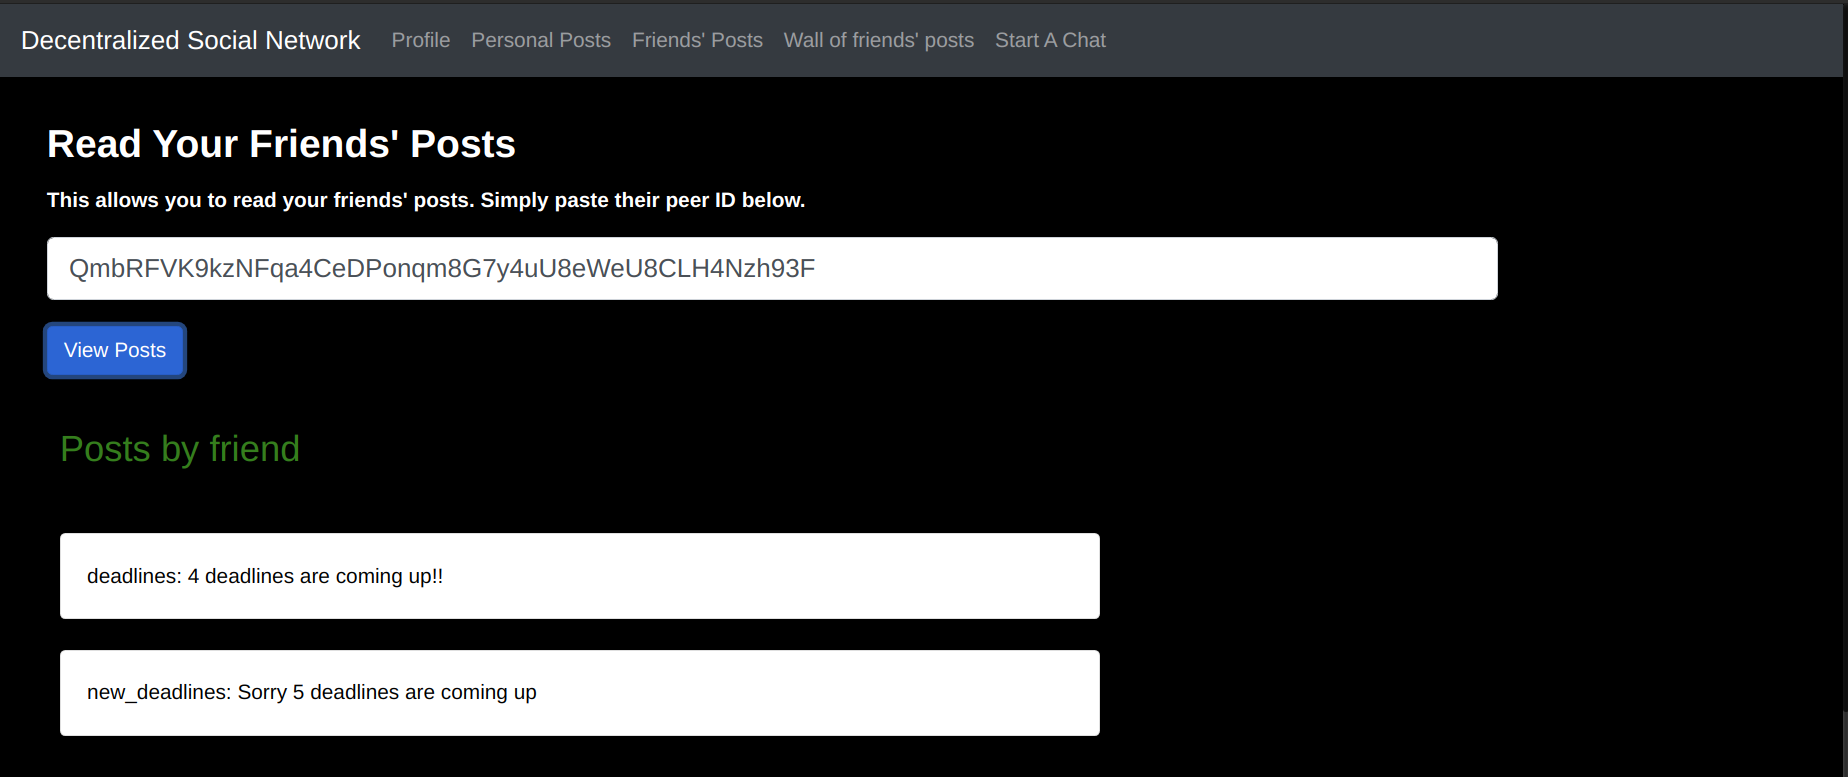 Decentralized Social Network Profile Personal Posts Friends' Posts Wall of friends' posts Start A Chat
Read Your Friends' Posts
This allows you to read your friends' posts. Simply paste their peer ID below.
QmbRFVK9kzNFqa4CeDPonqm8G7y4uU8eWeU8CLH4Nzh93F
View Posts
Posts by friend
deadlines: 4 deadlines are coming up!!
new_deadlines: Sorry 5 deadlines are coming up